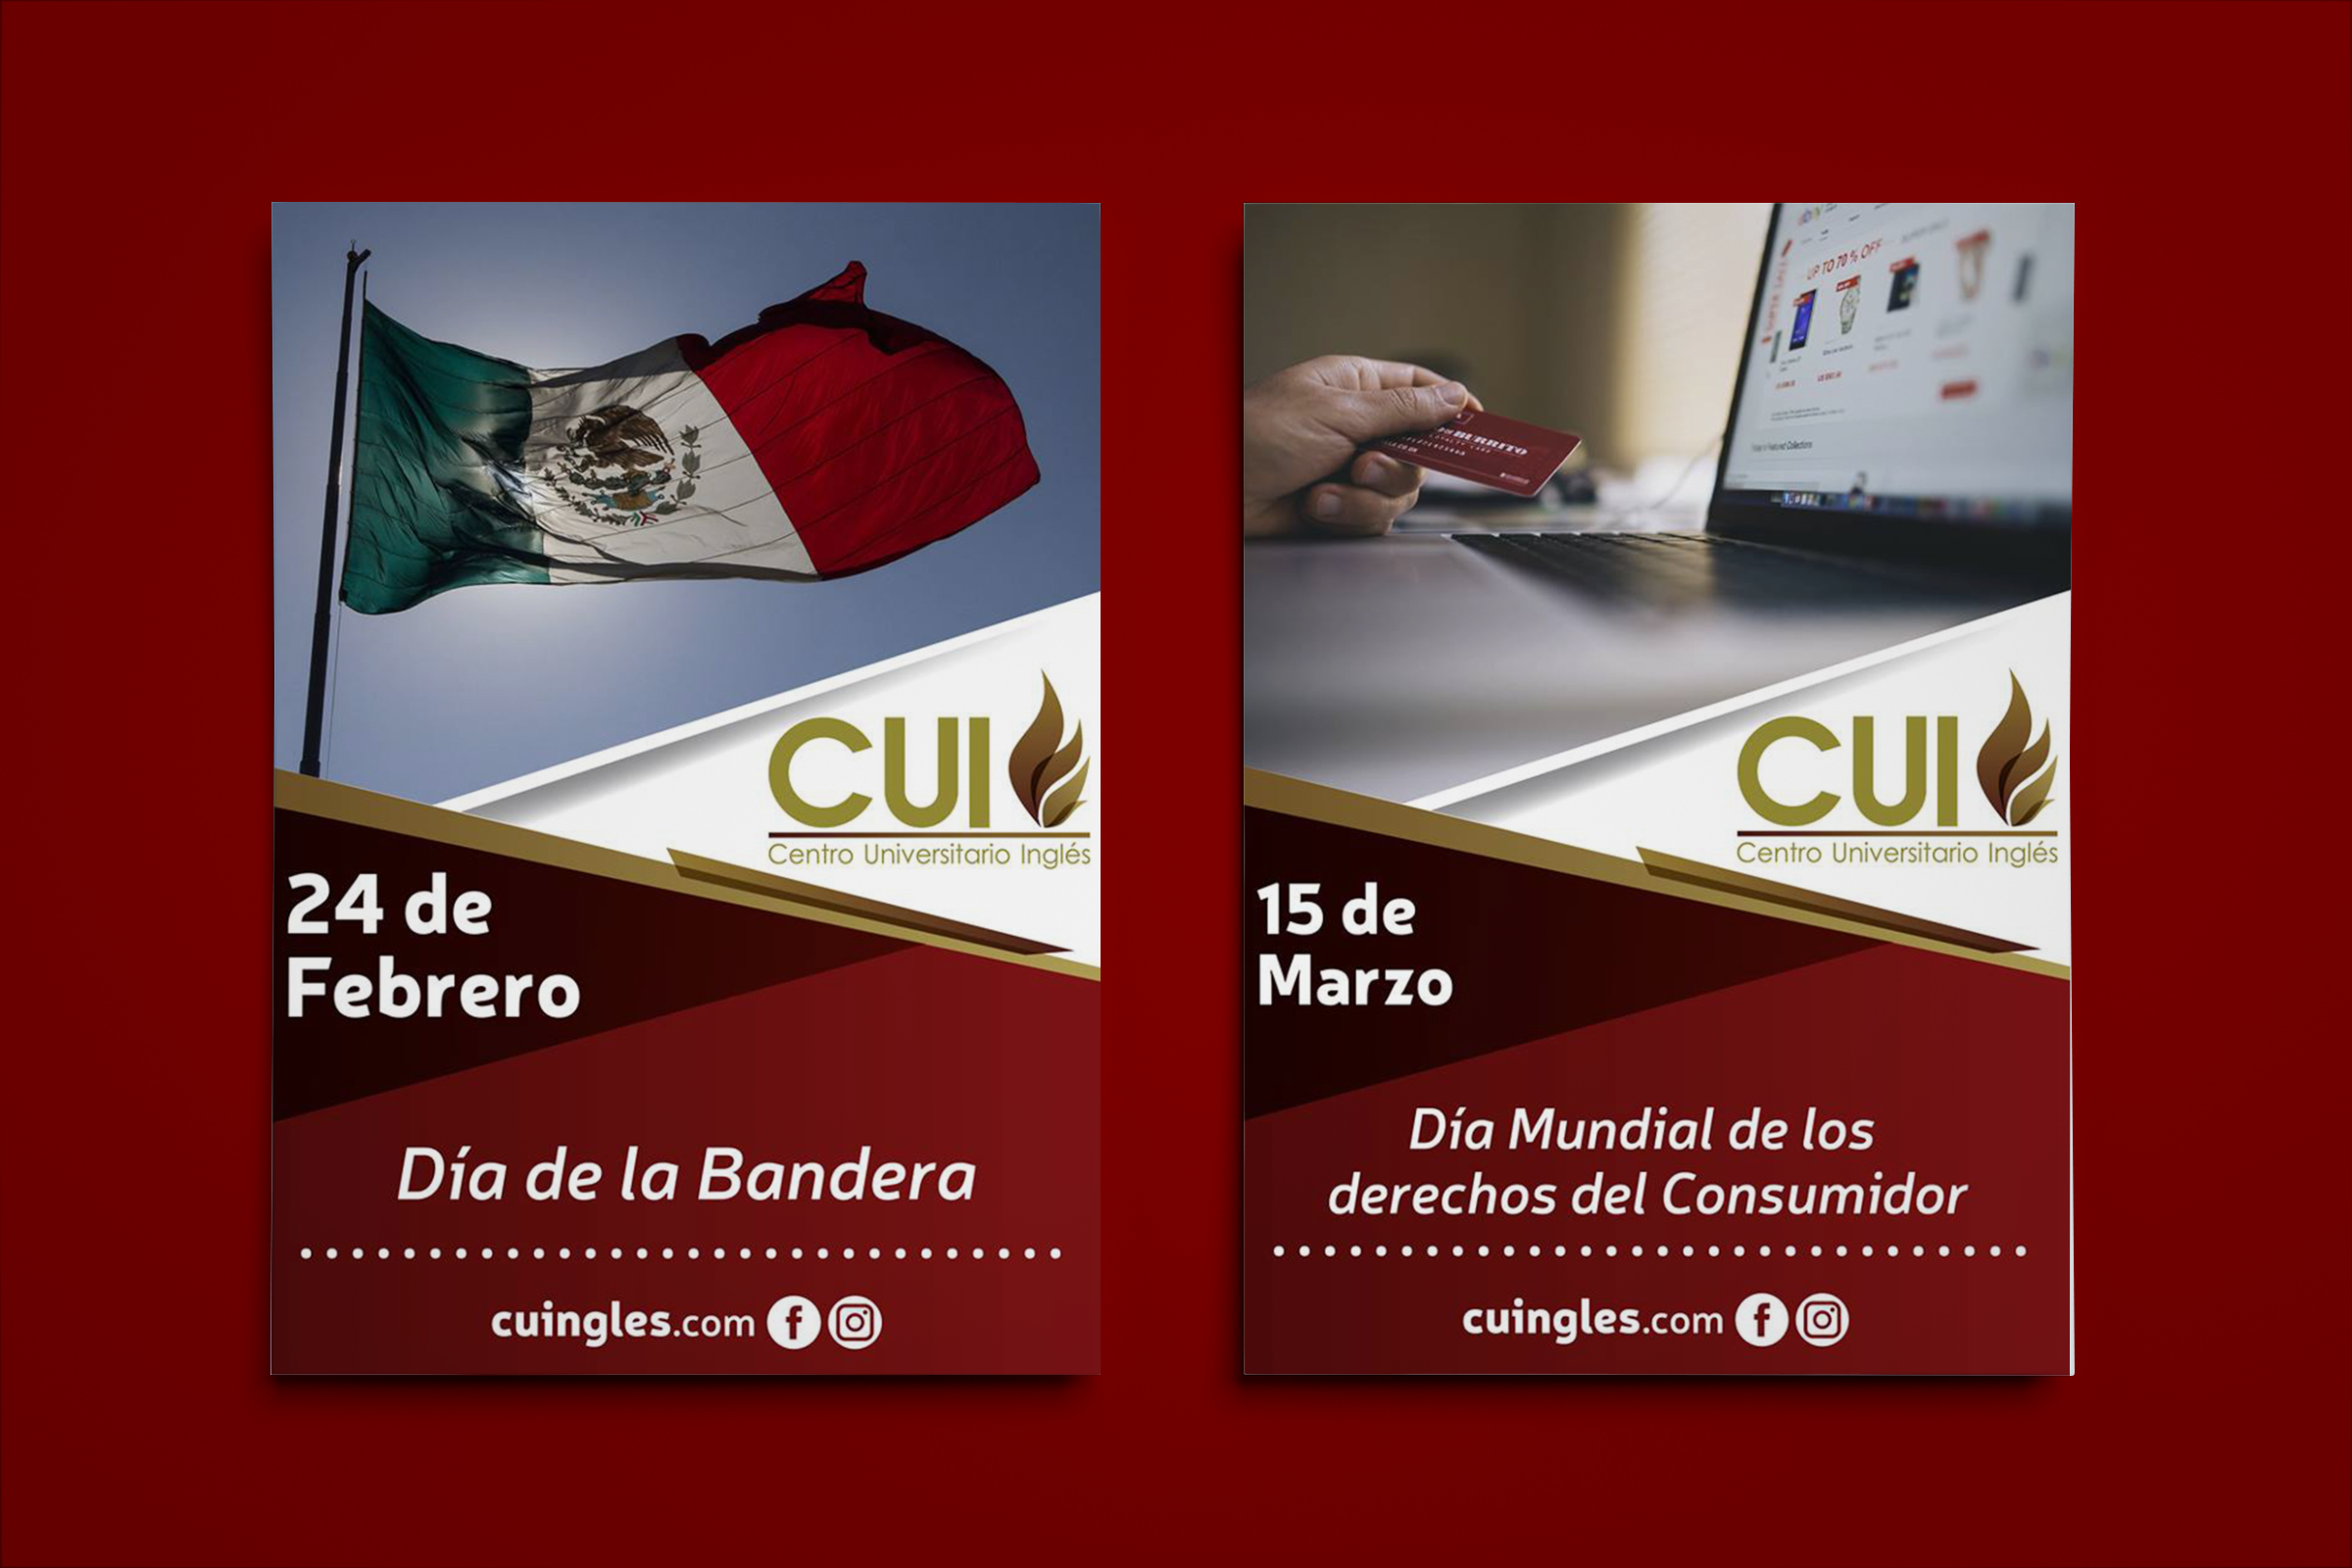 CUI
Centro Universitario Inglés
24 de
Febrero
Día de la Bandera
cuingles.com
UP TO 70% OFF
BURRITO
CUI
Centro Universitario Inglés
15 de
Marzo
Día Mundial de los
derechos del Consumidor
cuingles.com